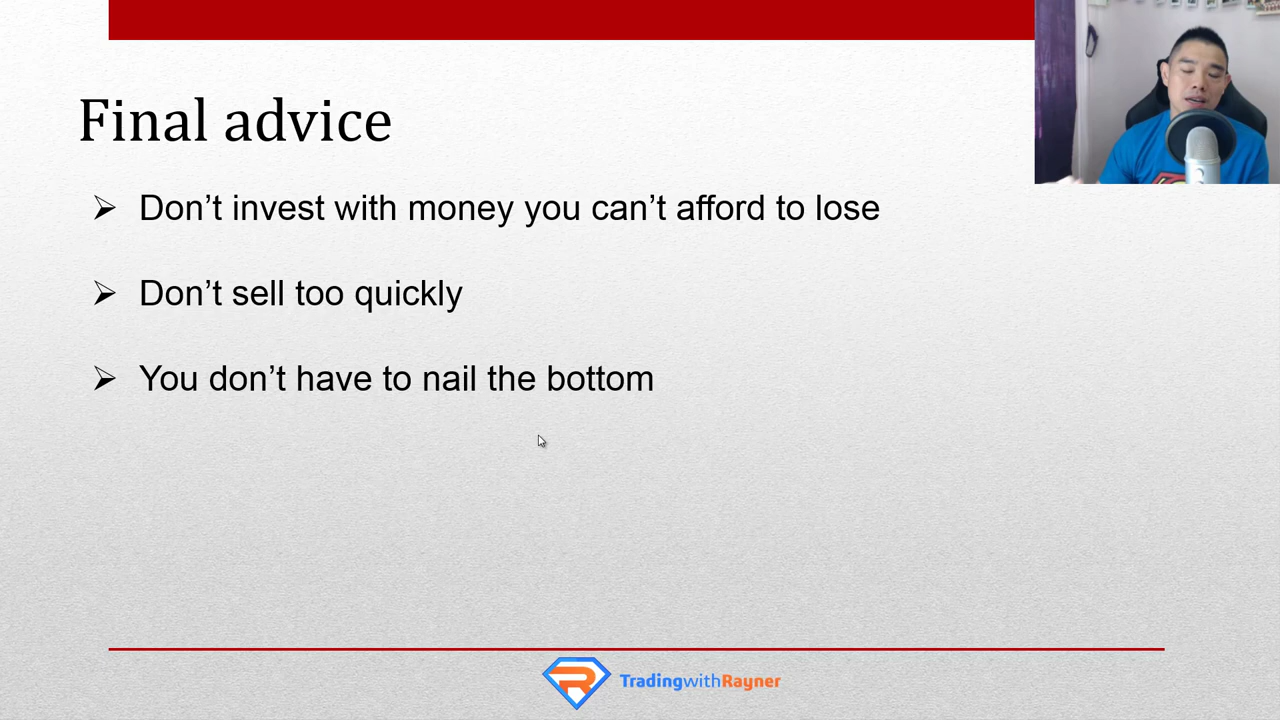 Final advice
➢ Don’t invest with money you can’t afford to lose
➢ Don’t sell too quickly
➢ You don’t have to nail the bottom
R TradingwithRayner